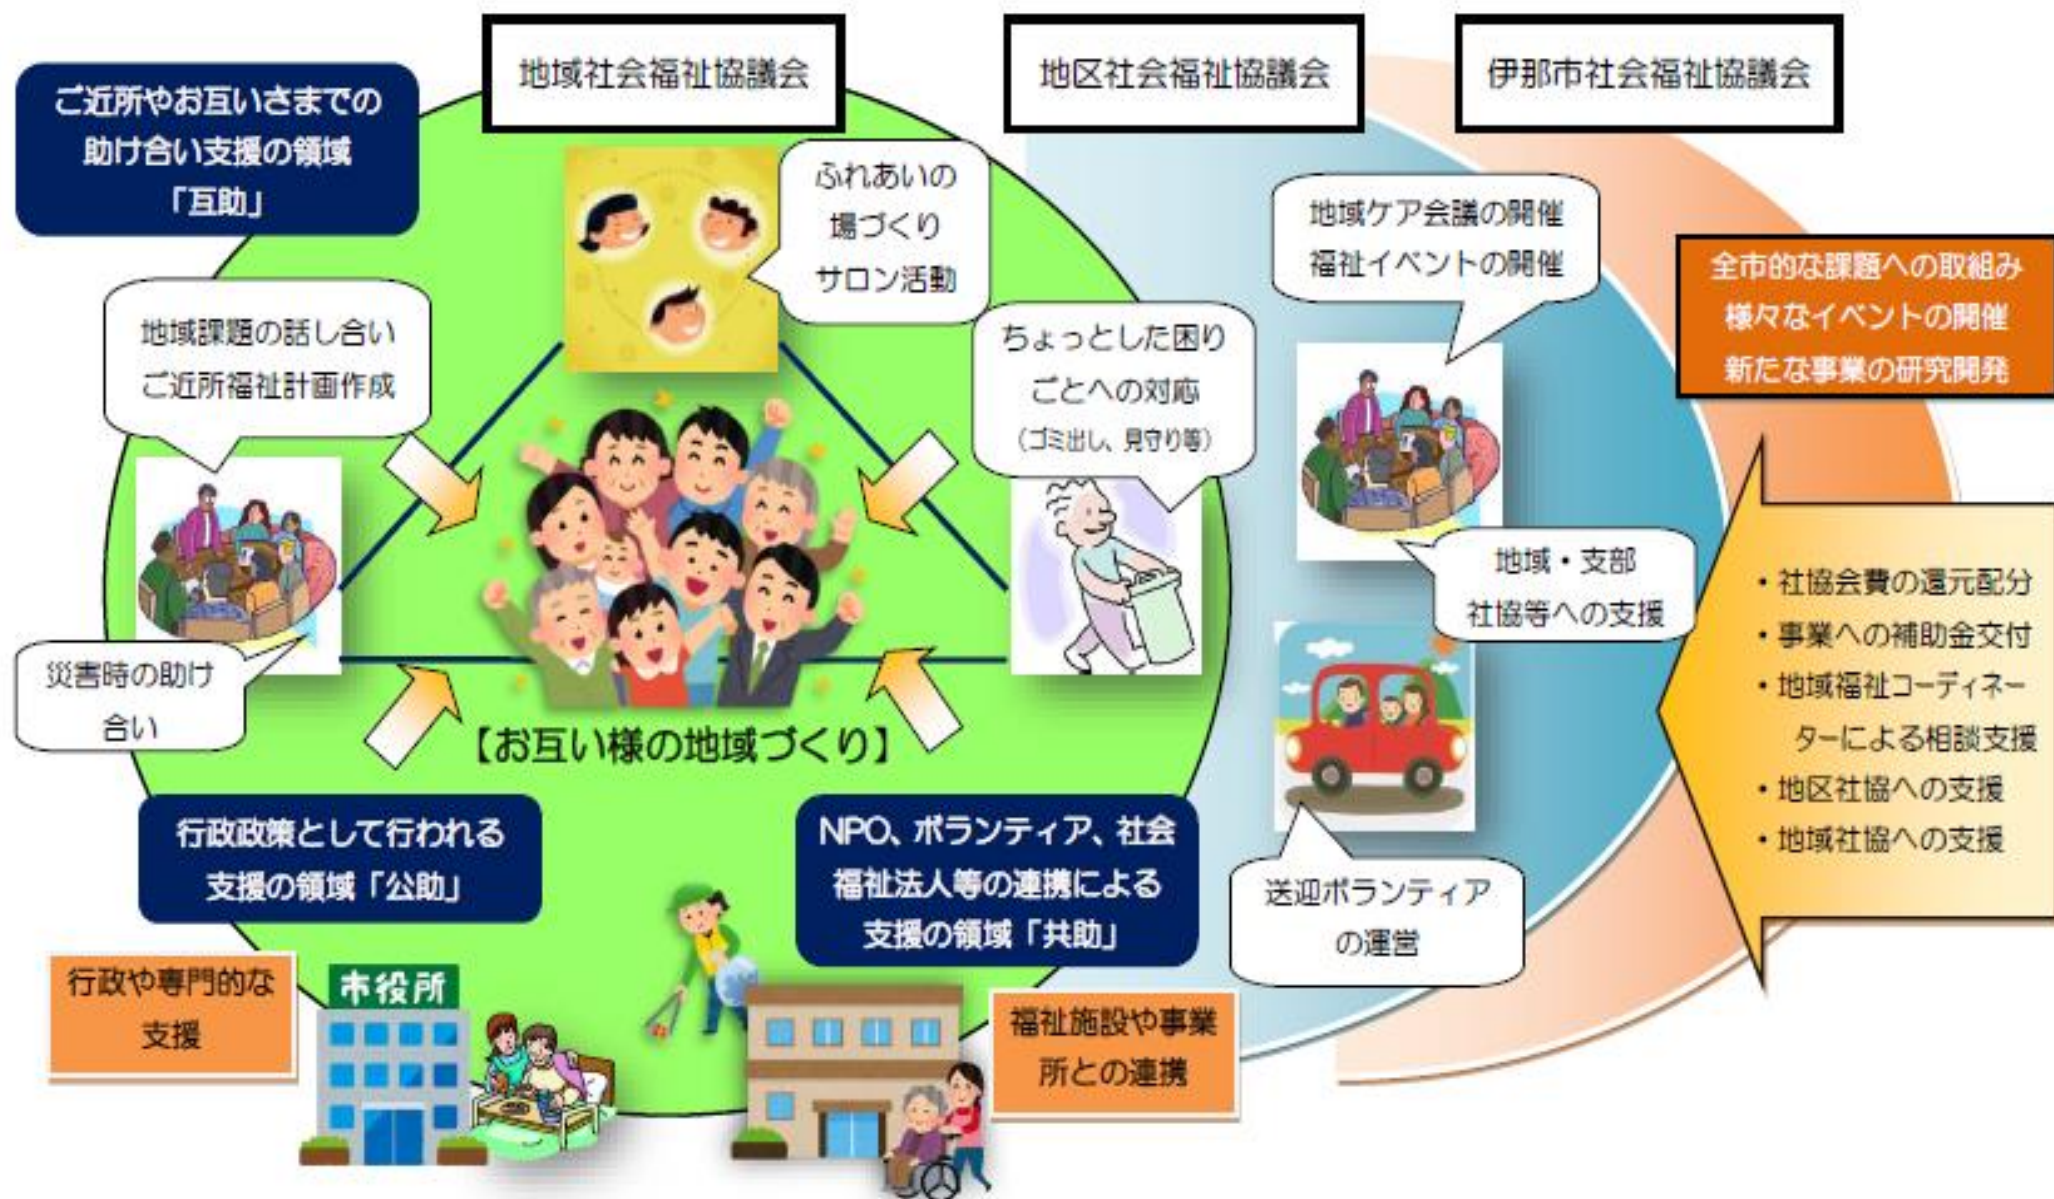 地域社会福祉協議会
地区社会福祉協議会
伊那市社会福祉協議会
ご近所やお互いさまでの
助け合い支援の領域
「互助」
ふれあいの
場づくり
サロン活動
地域ケア会議の開催
福祉イベントの開催
全市的な課題への取組み
様々なイベントの開催
新たな事業の研究開発
地域課題の話し合い
ご近所福祉計画作成
ちょっとした困り
ごとへの対応
(ゴミ出し、見守り等)
地域・支部
社協等への支援
・社協会費の還元配分
・事業への補助金交付
・地域福祉コーディネー
ターによる相談支援
・地区社協への支援
・地域社協への支援
災害時の助け
合い
【お互い様の地域づくり】
行政政策として行われる
支援の領域「公助」
NPO、ボランティア、社会
福祉法人等の連携による
支援の領域「共助」
送迎ボランティア
の運営
行政や専門的な
支援
市役所
福祉施設や事業
所との連携